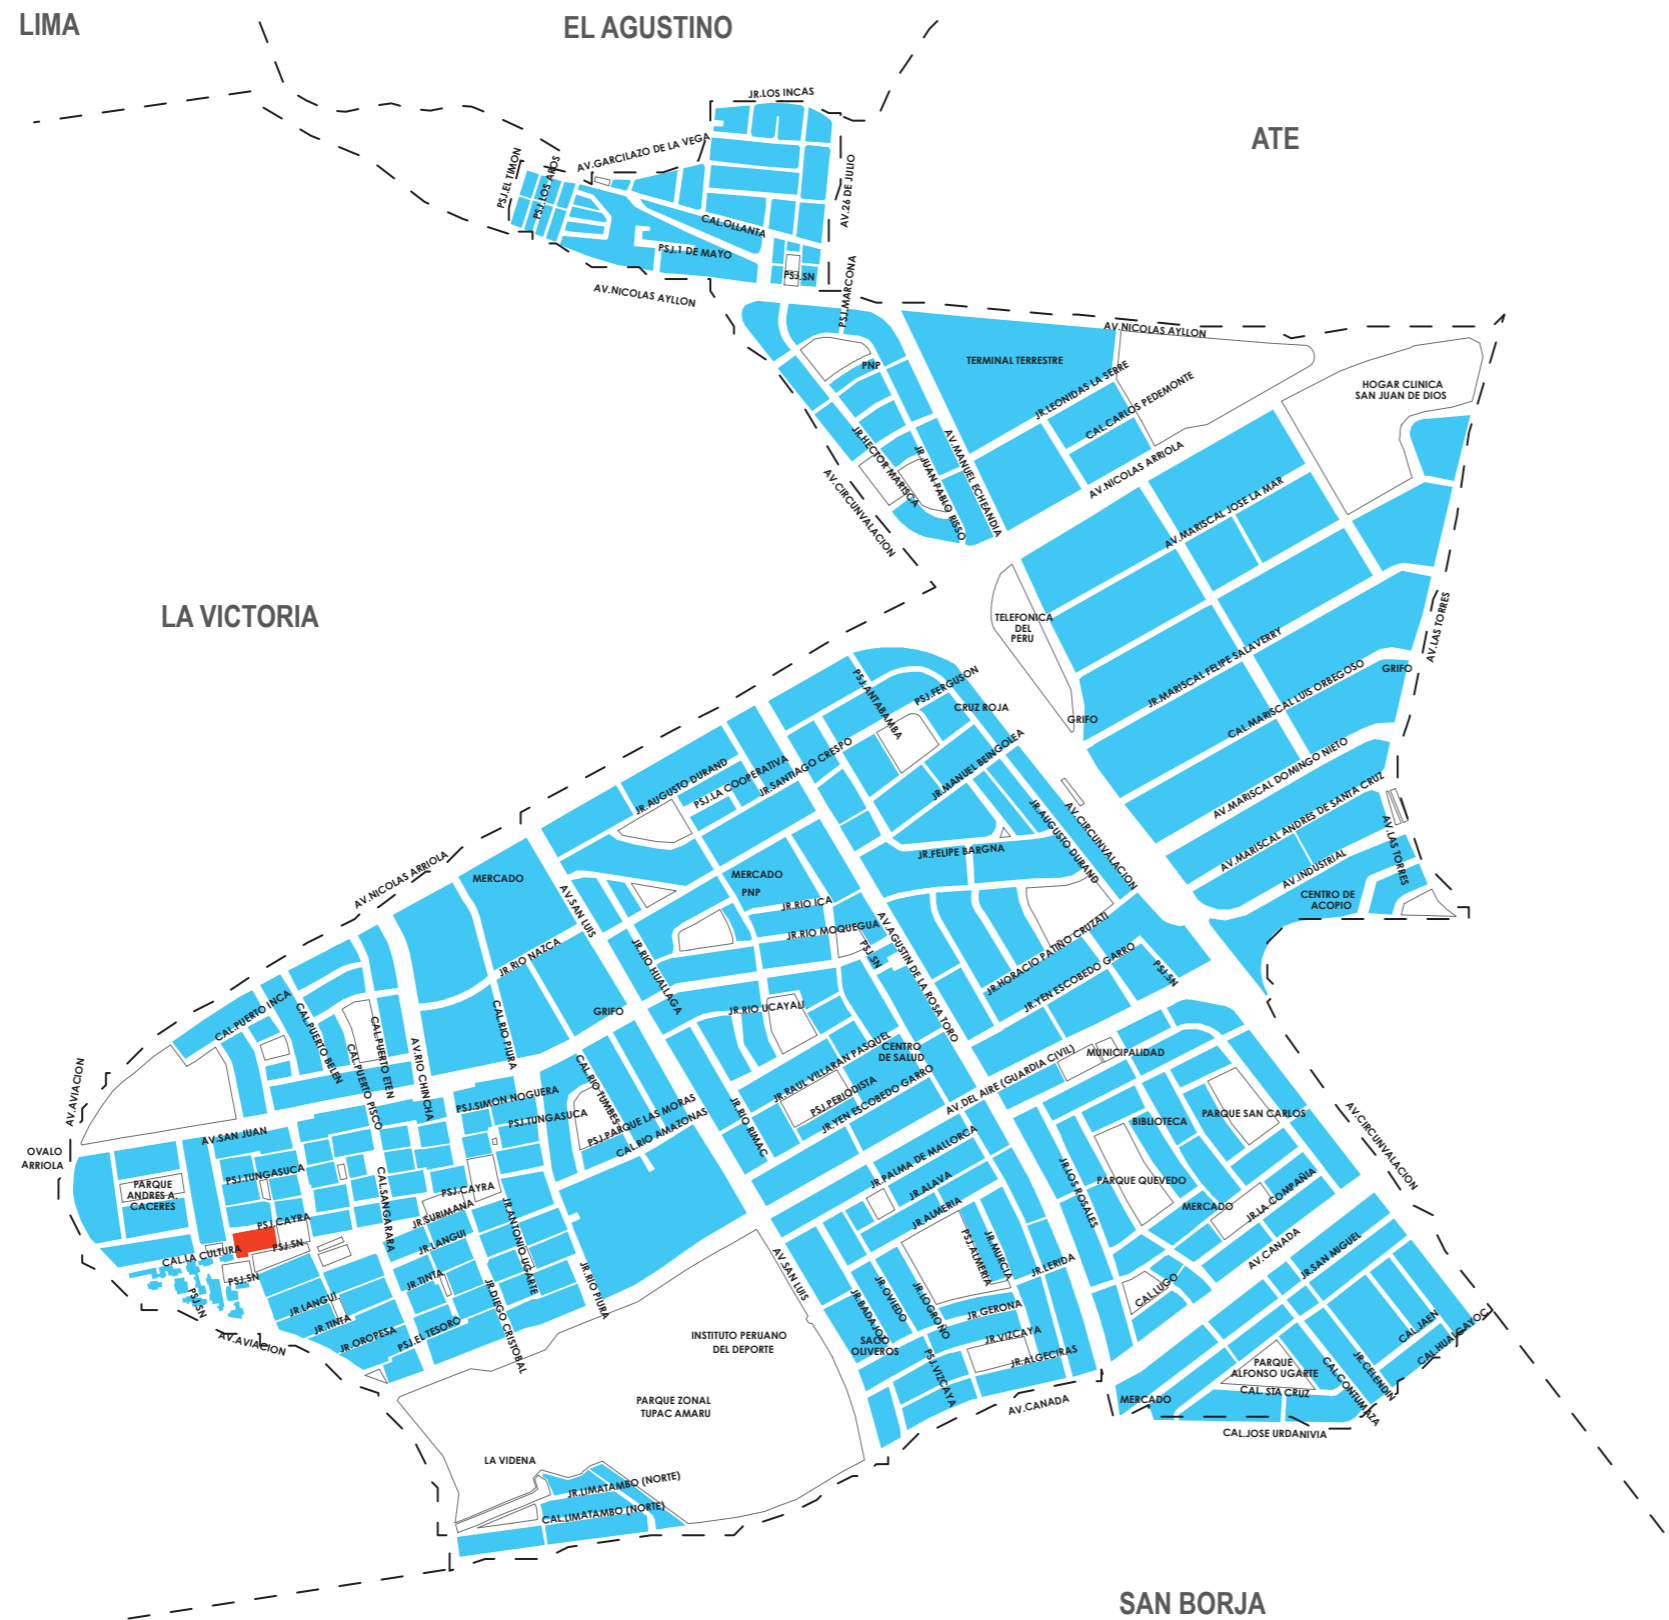 LIMA
EL AGUSTINO
ATE
LA VICTORIA
SAN BORJA
JR.LOS INCAS
AV.GARCILAZO DE LA VEGA
PSJ.EL TIMON
PSJ.LOS AROS
AV.26 DE JULIO
CAL.OLLANTA
PSJ.1 DE MAYO
PSJ.SN
AV.NICOLAS AYLLON
PSJ.MARCONA
AV.NICOLAS AYLLON
TERMINAL TERRESTRE
PNP
JR.LEONIDAS LA SERRE
CAL.CARLOS PEDEMONTE
HOGAR CLINICA
SAN JUAN DE DIOS
JR.HECTOR MARISCA
JR.JUAN PABLO RISSO
AV.MANUEL ECHEANDIA
AV.CIRCUNVALACION
AV.NICOLAS ARRIOLA
AV.MARISCAL JOSE LA MAR
TELEFONICA
DEL
PERU
AV.LAS TORRES
JR.MARISCAL FELIPE SALAVERRY
CAL.MARISCAL LUIS ORBEGOSO
GRIFO
GRIFO
PSJ.ANTABAMBA
PSJ.FERGUSON
CRUZ ROJA
JR.MANUEL BEINGOLEA
JR.AUGUSTO DURAND
PSJ.LA COOPERATIVA
JR.SANTIAGO CRESPO
AV.MARISCAL DOMINGO NIETO
AV.MARISCAL ANDRES DE SANTA CRUZ
AV.INDUSTRIAL
AV.LAS TORRES
CENTRO DE
ACOPIO
JR.AUGUSTO DURAND
AV.CIRCUNVALACION
JR.FELIPE BARGNA
AV.NICOLAS ARRIOLA
MERCADO
AV.SAN LUIS
MERCADO
PNP
JR.RIO ICA
JR.RIO MOQUEGUA
PSJ.SN
AV.AGUSTIN DE LA ROSA TORO
JR.HORACIO PATIÑO CRUZATI
JR.YEN ESCOBEDO GARRO
PSJ.SN
JR.RIO NAZCA
JR.RIO HUALLAGA
GRIFO
JR.RIO UCAYALI
CAL.RIO PIURA
CAL.PUERTO INCA
CAL.PUERTO BELEN
CAL.PUERTO PISCO
CAL.PUERTO ETEN
AV.RIO CHINCHA
AV.AVIACION
OVALO
ARRIOLA
AV.SAN JUAN
PSJ.SIMON NOGUERA
PSJ.TUNGASUCA
CAL.RIO TUMBES
PSJ.PARQUE LAS MORAS
CAL.RIO AMAZONAS
JR.RIO RIMAC
JR.RAUL VILLARAN PASQUEL
CENTRO
DE SALUD
PSJ.PERIODISTA
JR.YEN ESCOBEDO GARRO
AV.DEL AIRE (GUARDIA CIVIL)
MUNICIPALIDAD
BIBLIOTECA
PARQUE SAN CARLOS
AV.CIRCUNVALACION
PARQUE QUEVEDO
MERCADO
JR.LA COMPAÑIA
JR.LOS ROSALES
JR.PALMA DE MALLORCA
JR.ALAVA
JR.ALMERIA
PSJ.ALMERIA
JR.MURCIA
JR.LERIDA
AV.CANADA
JR.SAN MIGUEL
CAL.LUGO
PSJ.TUNGASUCA
PARQUE
ANDRES A.
CACERES
PSJ.CAYRA
PSJ.CAYRA
PSJ.SN
CAL.LA CULTURA
PSJ.SN
PSJ.SN
AV.AVIACION
CAL.SANGARARA
JR.SURIMANA
JR.LANGUI
JR.TINTA
JR.ANTONIO UGARTE
JR.DIEGO CRISTOBAL
JR.RIO PIURA
JR.LANGUI
JR.TINTA
JR.OROPESA
PSJ.EL TESORO
AV.SAN LUIS
JR.BADAJOZ
JR.OVIEDO
JR.LOGROÑO
JR.GERONA
JR.VIZCAYA
JR.ALGECIRAS
PSJ.VIZCAYA
SACO
OLIVEROS
INSTITUTO PERUANO
DEL DEPORTE
PARQUE ZONAL
TUPAC AMARU
LA VIDENA
JR.LIMATAMBO (NORTE)
CAL.LIMATAMBO (NORTE)
AV.CANADA
MERCADO
PARQUE
ALFONSO UGARTE
CAL. STA CRUZ
CAL.CONTUMAZA
JR.CELENDIN
CAL.JAEN
CAL.HUALGAYOC
CAL.JOSE URDANIVIA